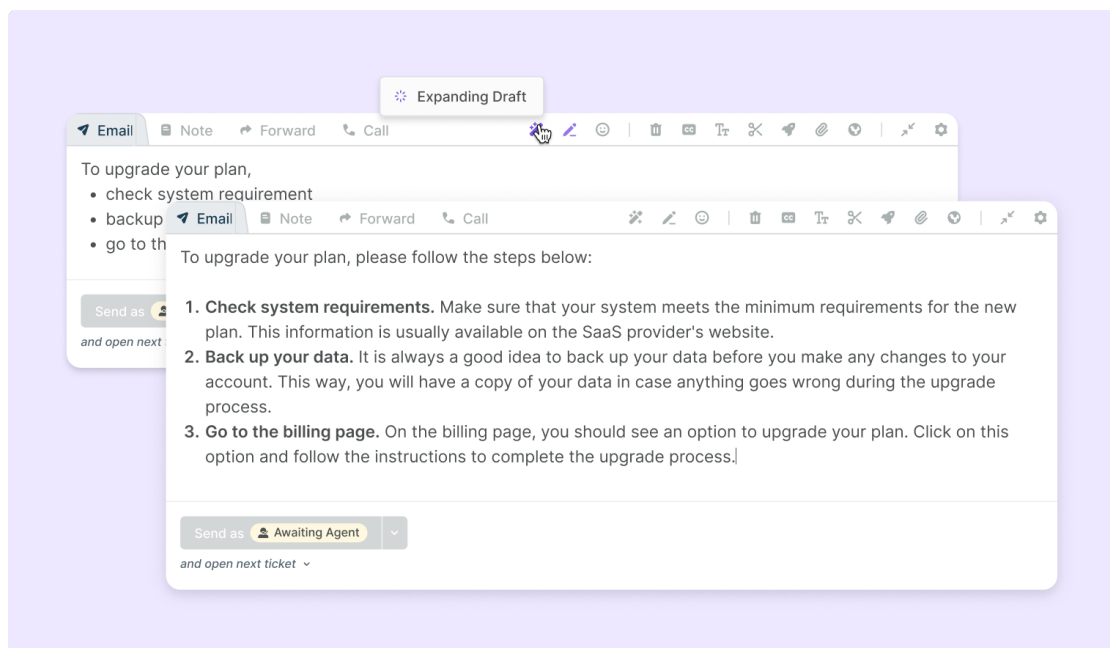 Expanding Draft
Email Note Forward Call
To upgrade your plan,
• check system requirement
• backup
• go to th
Send as
and open next
Email Note Forward Call
To upgrade your plan, please follow the steps below:
1. Check system requirements. Make sure that your system meets the minimum requirements for the new
plan. This information is usually available on the SaaS provider's website.
2. Back up your data. It is always a good idea to back up your data before you make any changes to your
account. This way, you will have a copy of your data in case anything goes wrong during the upgrade
process.
3. Go to the billing page. On the billing page, you should see an option to upgrade your plan. Click on this
option and follow the instructions to complete the upgrade process.
Send as Awaiting Agent
and open next ticket